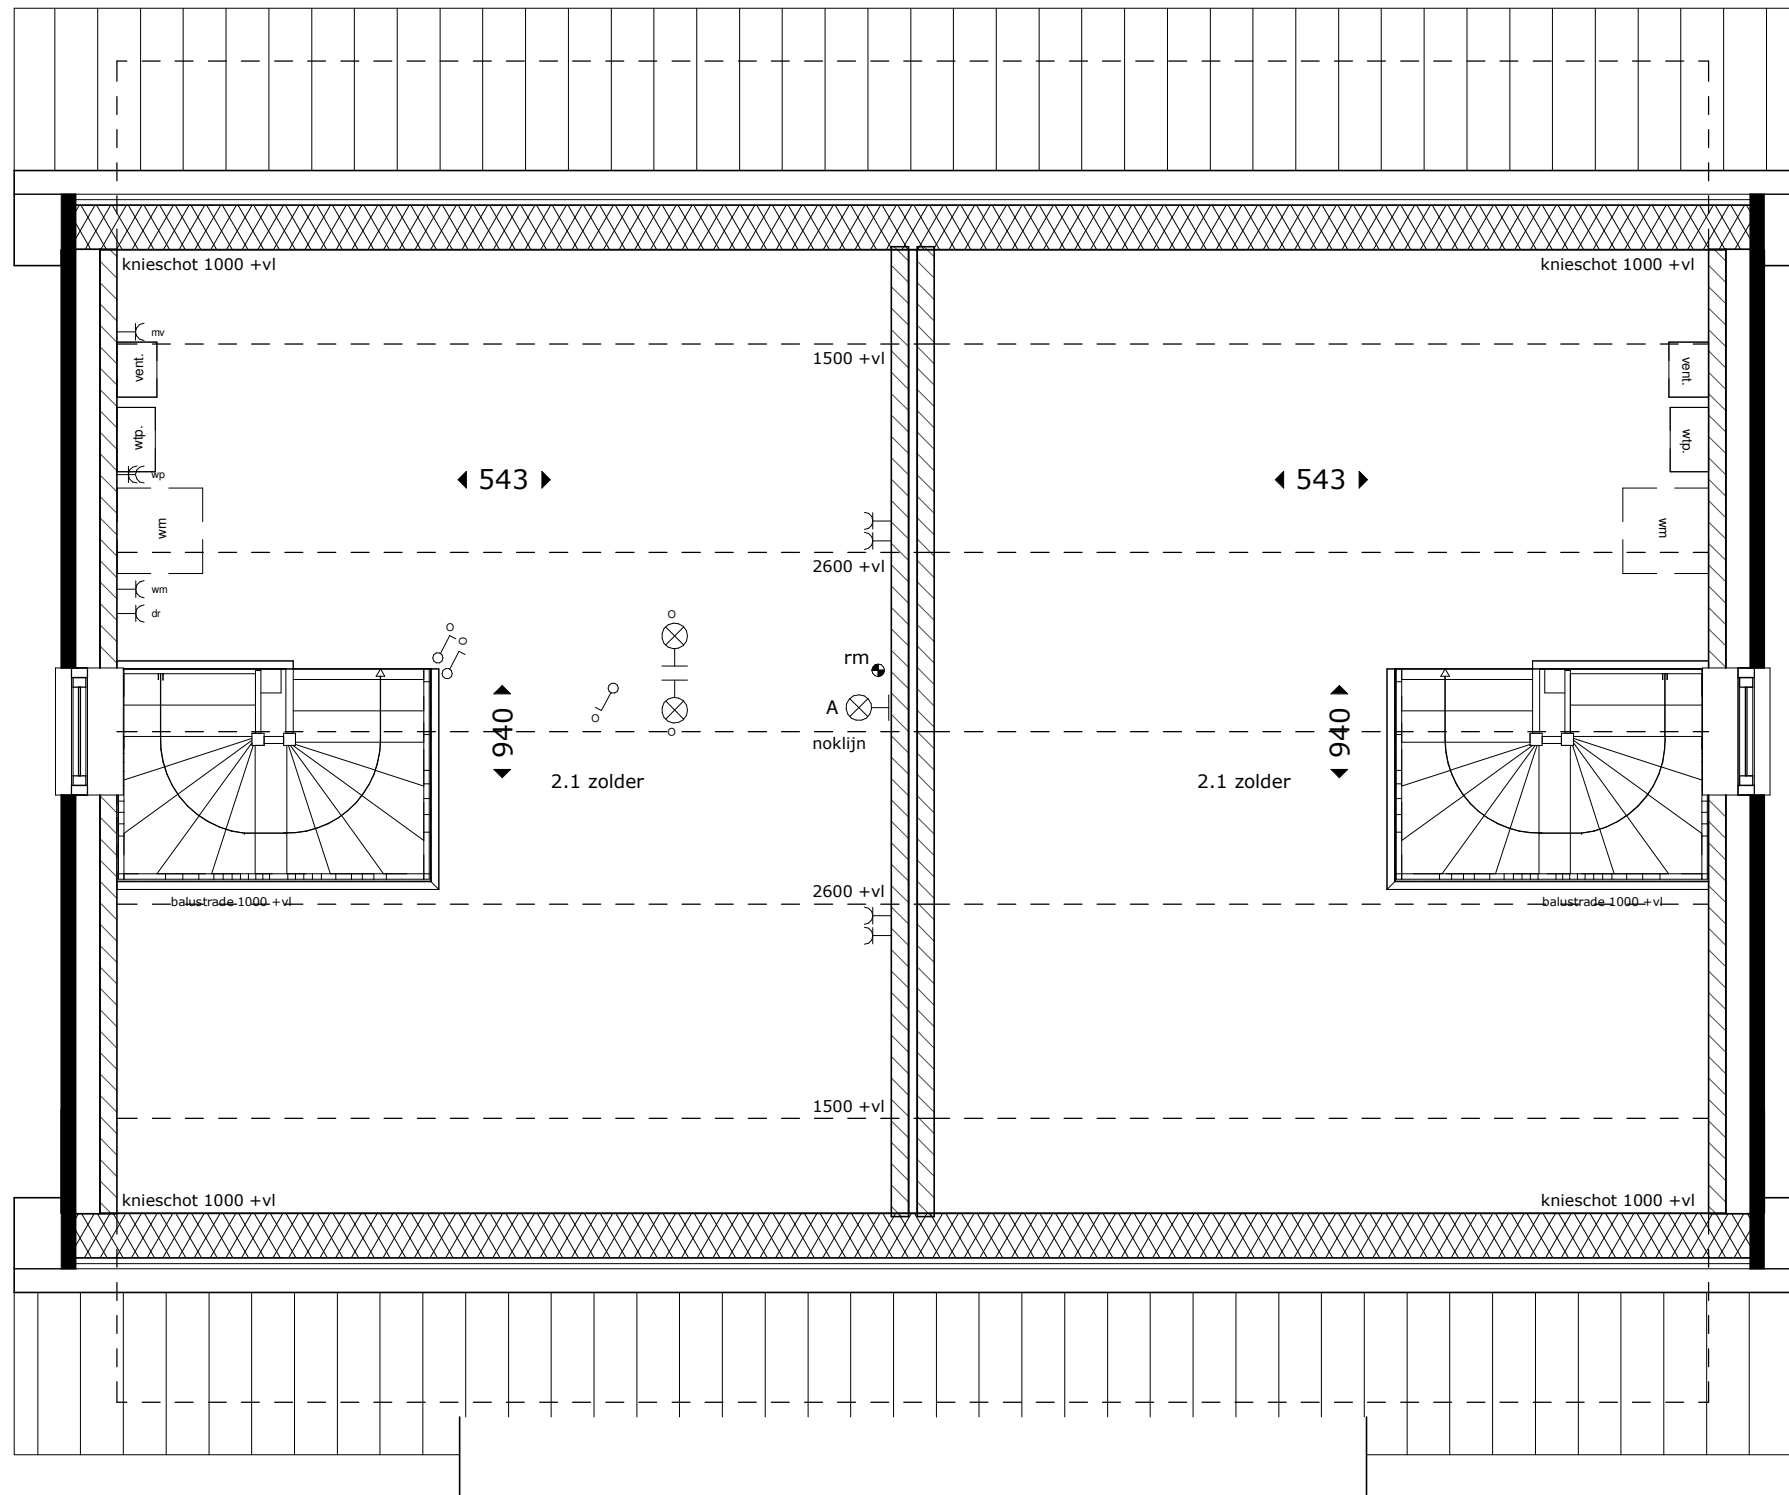 knieschot 1000 +vl
knieschot 1000 +vl
mv
1500 +vl
vent.
vent.
wtp.
wtp.
wp
543
543
wm
wm
2600 +vl
wm
dr
o
o
o
rm
A
o
o
940
940
noklijn
2.1 zolder
2.1 zolder
2600 +vl
balustrade 1000 +vl
balustrade 1000 +vl
1500 +vl
knieschot 1000 +vl
knieschot 1000 +vl